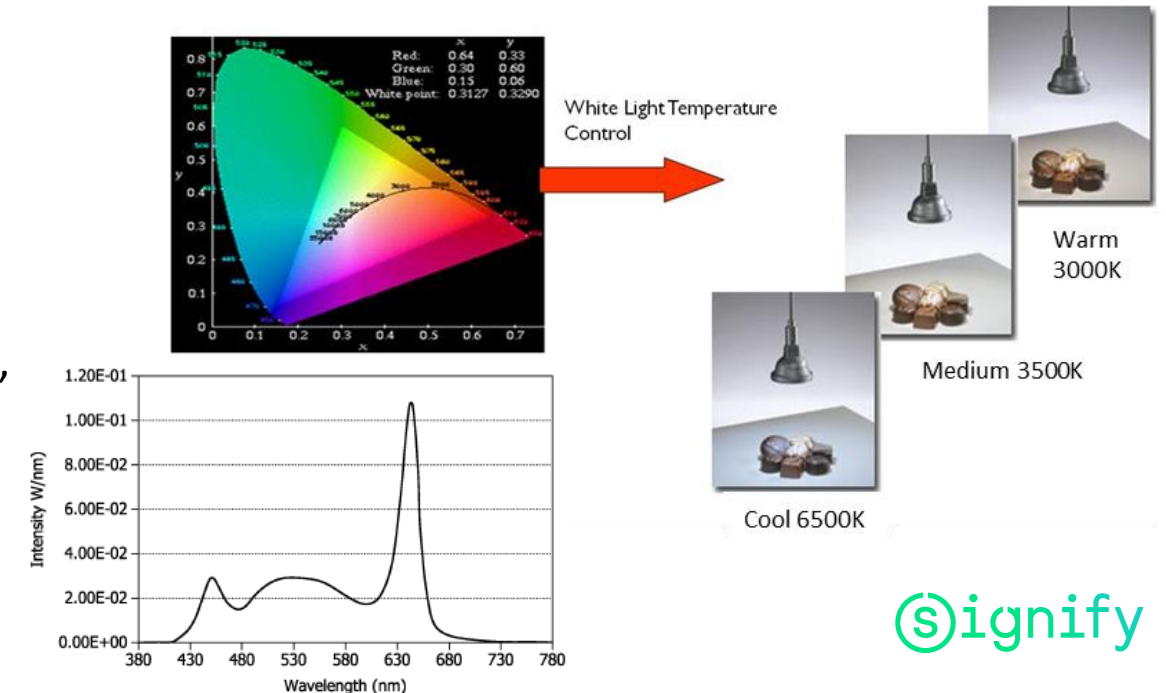 x y
Red: 0.64 0.33
Green: 0.30 0.60
Blue: 0.15 0.06
White point: 0.3127 0.3290
0.8
0.7
0.6
0.5
y
0.4
0.3
0.2
0.1
0
0 0.1 0.2 0.3 0.4 0.5 0.6 0.7
x
White Light Temperature
Control
Warm
3000K
Medium 3500K
Cool 6500K
,
1.20E-01
1.00E-01
8.00E-02
6.00E-02
4.00E-02
2.00E-02
0.00E+00
Intensity W/nm)
380 430 480 530 580 630 680 730 780
Wavelength (nm)
signify